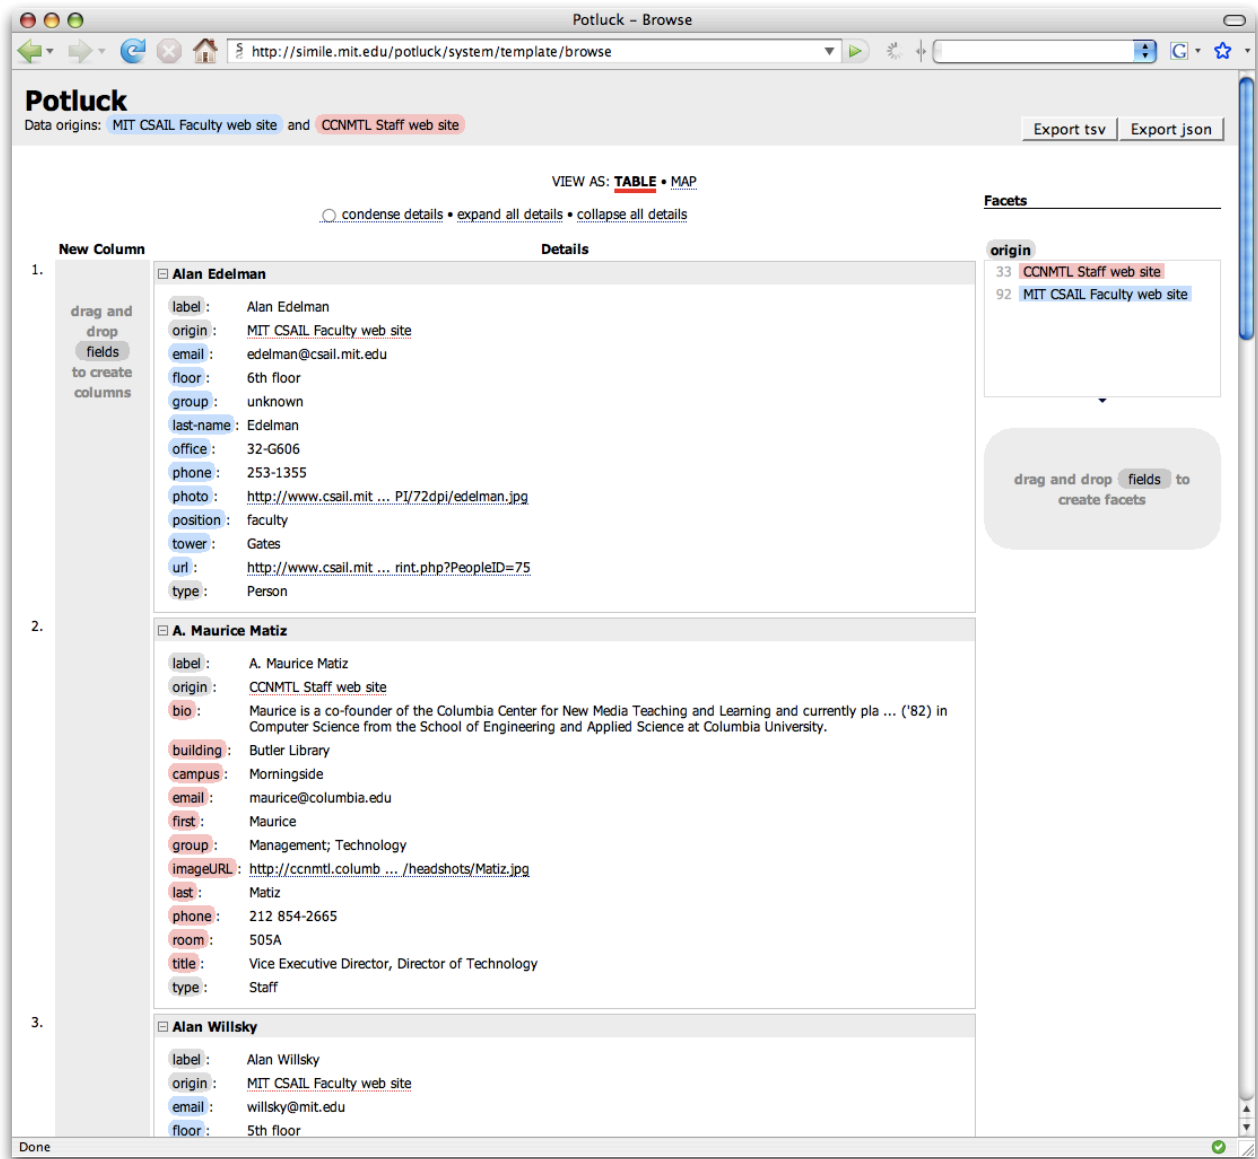 Potluck – Browse
http://simile.mit.edu/potluck/system/template/browse
G
Potluck
Data origins: MIT CSAIL Faculty web site and CCNMTL Staff web site
Export tsv Export json
VIEW AS: TABLE • MAP
condense details • expand all details • collapse all details
Facets
New Column Details
origin
33 CCNMTL Staff web site
92 MIT CSAIL Faculty web site
drag and drop fields to
create facets
drag and
drop
fields
to create
columns
1. Alan Edelman
label: Alan Edelman
origin: MIT CSAIL Faculty web site
email: edelman@csail.mit.edu
floor: 6th floor
group: unknown
last-name: Edelman
office: 32-G606
phone: 253-1355
photo: http://www.csail.mit ... PI/72dpi/edelman.jpg
position: faculty
tower: Gates
url: http://www.csail.mit ... rint.php?PeopleID=75
type: Person
2. A. Maurice Matiz
label: A. Maurice Matiz
origin: CCNMTL Staff web site
bio: Maurice is a co-founder of the Columbia Center for New Media Teaching and Learning and currently pla ... ('82) in
Computer Science from the School of Engineering and Applied Science at Columbia University.
building: Butler Library
campus: Morningside
email: maurice@columbia.edu
first: Maurice
group: Management; Technology
imageURL: http://ccnmtl.columb ... /headshots/Matiz.jpg
last: Matiz
phone: 212 854-2665
room: 505A
title: Vice Executive Director, Director of Technology
type: Staff
3. Alan Willsky
label: Alan Willsky
origin: MIT CSAIL Faculty web site
email: willsky@mit.edu
floor: 5th floor
Done